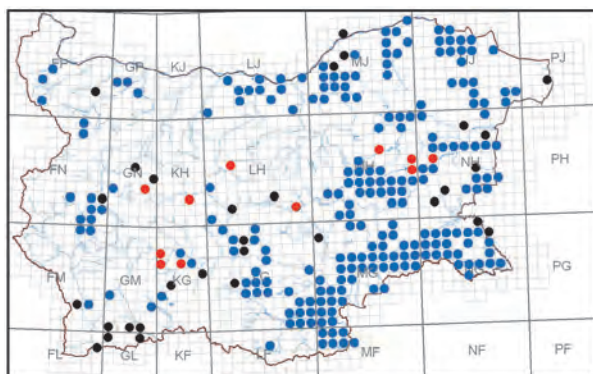 FP GP KJ LJ MJ NJ PJ
FN GN KH LH MH NH PH
FM GM KG LG MG PG
FL GL KF LF MF NF PF